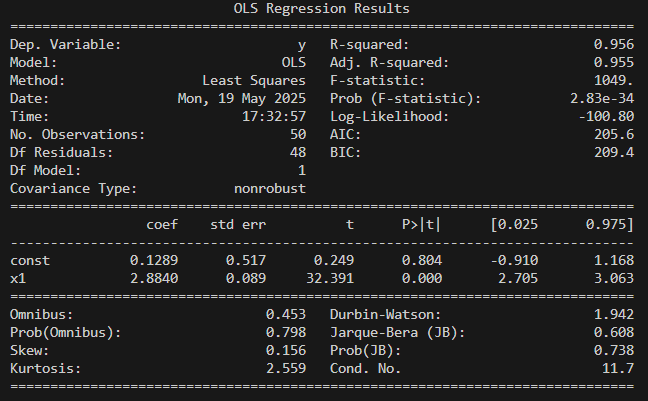 OLS Regression Results
==============================================================================
Dep. Variable:                      y   R-squared:                       0.956
Model:                            OLS   Adj. R-squared:                  0.955
Method:                 Least Squares   F-statistic:                     1049.
Date:                Mon, 19 May 2025   Prob (F-statistic):           2.83e-34
Time:                        17:32:57   Log-Likelihood:                -100.80
No. Observations:                  50   AIC:                             205.6
Df Residuals:                      48   BIC:                             209.4
Df Model:                           1
Covariance Type:            nonrobust
==============================================================================
                 coef    std err          t      P>|t|      [0.025      0.975]
------------------------------------------------------------------------------
const          0.1289      0.517      0.249      0.804      -0.910       1.168
x1             2.8840      0.089     32.391      0.000       2.705       3.063
==============================================================================
Omnibus:                        0.453   Durbin-Watson:                   1.942
Prob(Omnibus):                  0.798   Jarque-Bera (JB):                0.608
Skew:                           0.156   Prob(JB):                        0.738
Kurtosis:                       2.559   Cond. No.                         11.7
==============================================================================